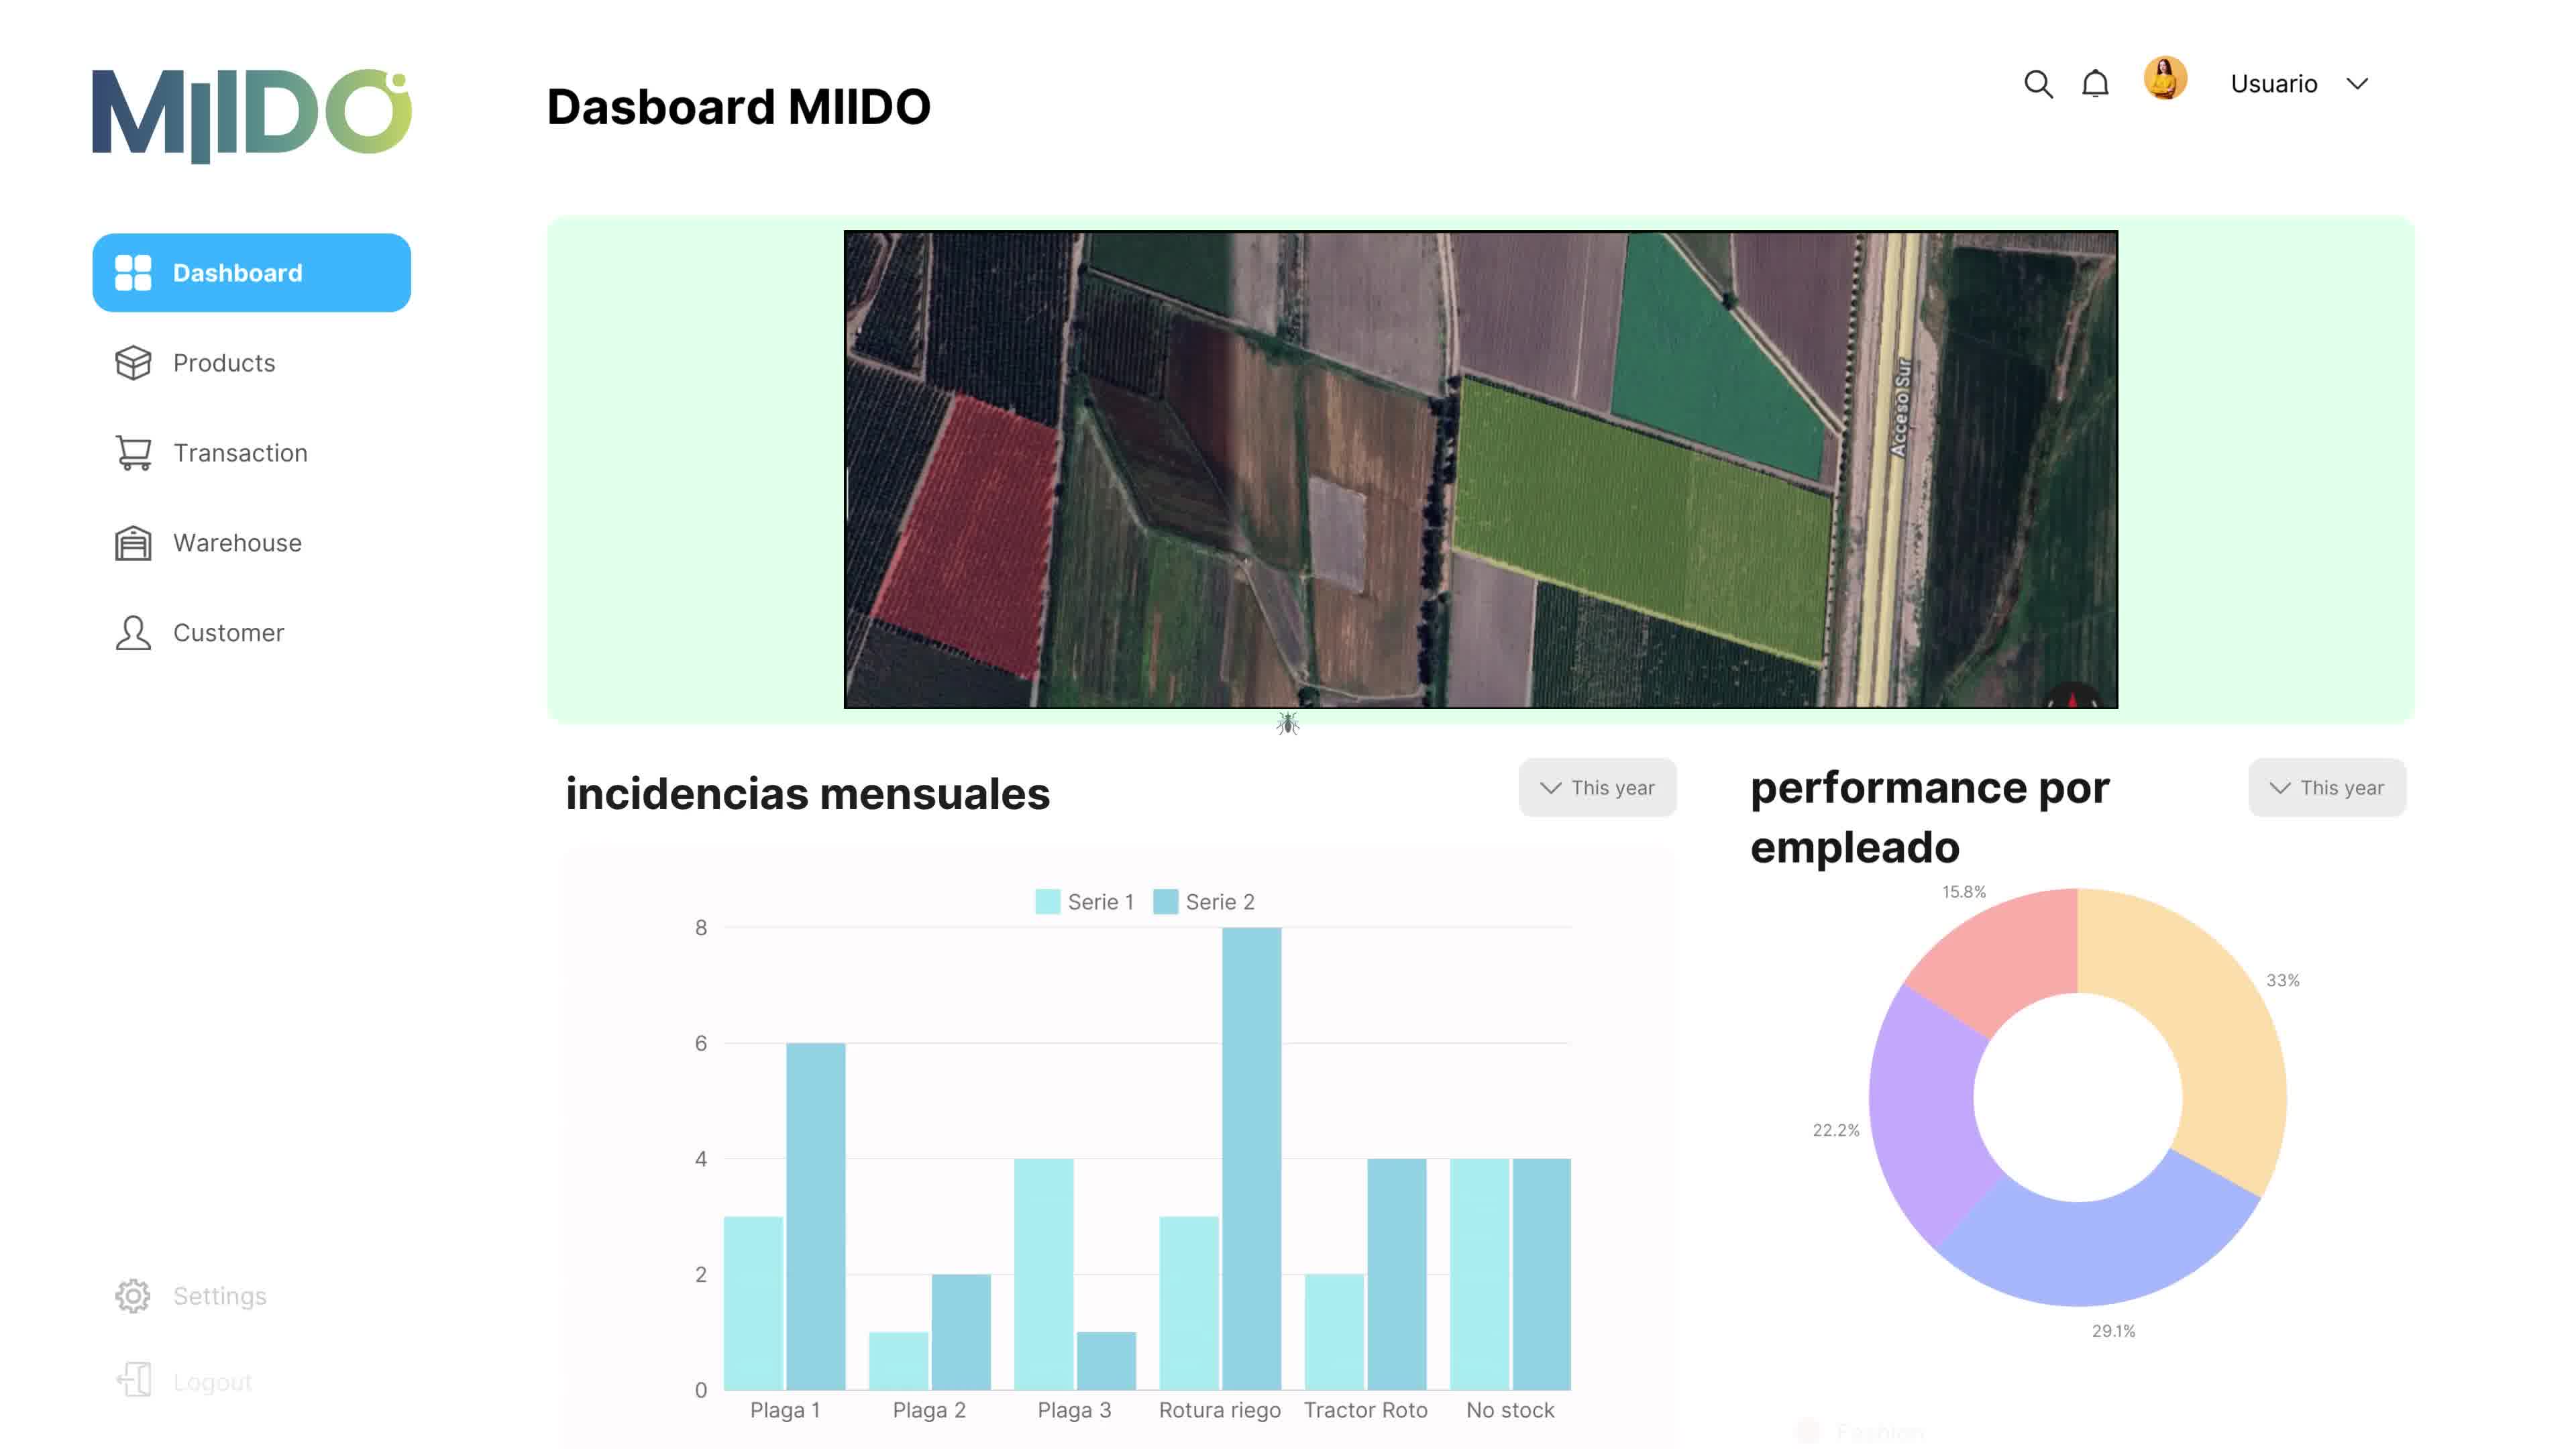 MIIDO
Dasboard MIIDO
Usuario
Dashboard
Products
Transaction
Warehouse
Customer
Settings
Logout
Acceso Sur
incidencias mensuales
This year
Serie 1
Serie 2
8
6
4
2
0
Plaga 1
Plaga 2
Plaga 3
Rotura riego
Tractor Roto
No stock
performance por
empleado
This year
15.8%
33%
22.2%
29.1%
Fashion